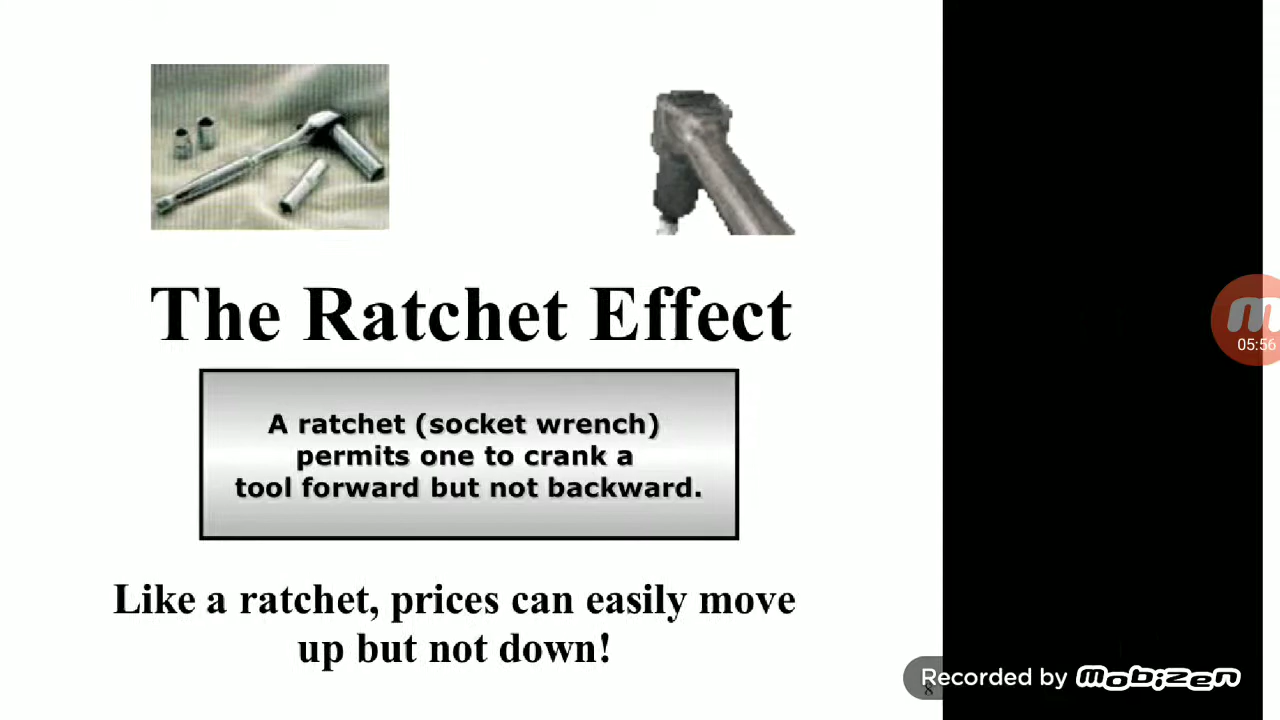 The Ratchet Effect
A ratchet (socket wrench)
permits one to crank a
tool forward but not backward.
Like a ratchet, prices can easily move
up but not down!
05:56
Recorded by Mobizen
8